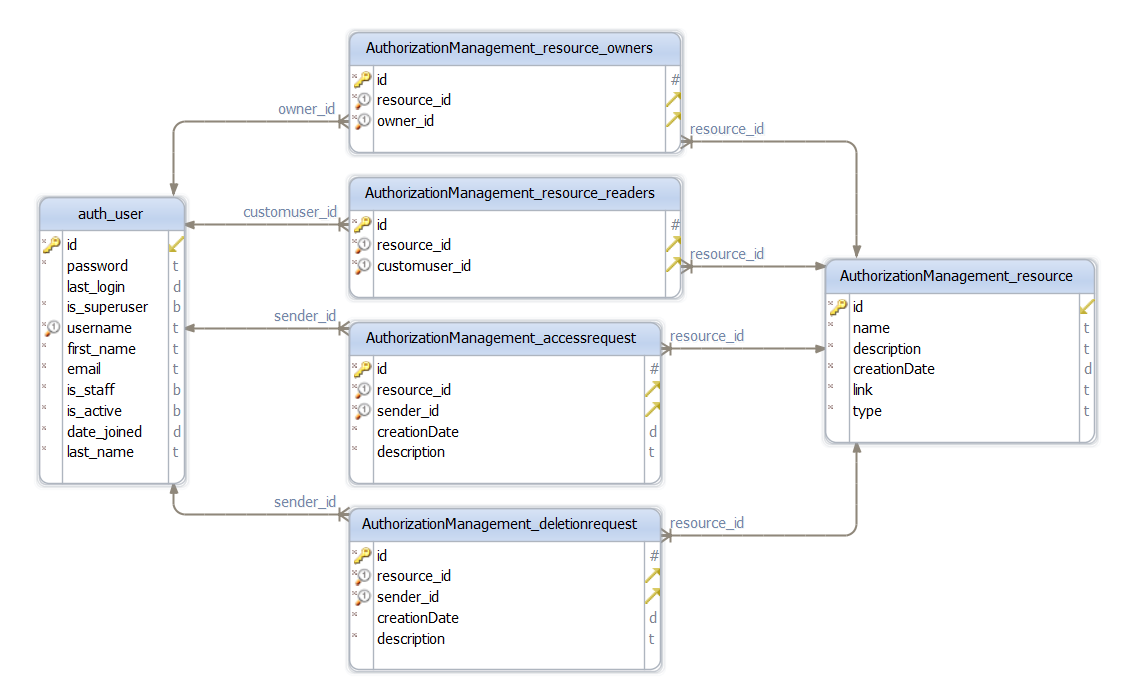 AuthorizationManagement_resource_owners
id #
resource_id
owner_id
owner_id
resource_id
AuthorizationManagement_resource_readers
id #
resource_id
customuser_id
customuser_id
resource_id
auth_user
id
password t
last_login d
is_superuser b
username t
first_name t
email t
is_staff b
is_active b
date_joined d
last_name t
AuthorizationManagement_resource
id
name t
description t
creationDate d
link t
type t
sender_id
resource_id
AuthorizationManagement_accessrequest
id #
resource_id
sender_id
creationDate d
description t
sender_id
resource_id
AuthorizationManagement_deletionrequest
id #
resource_id
sender_id
creationDate d
description t